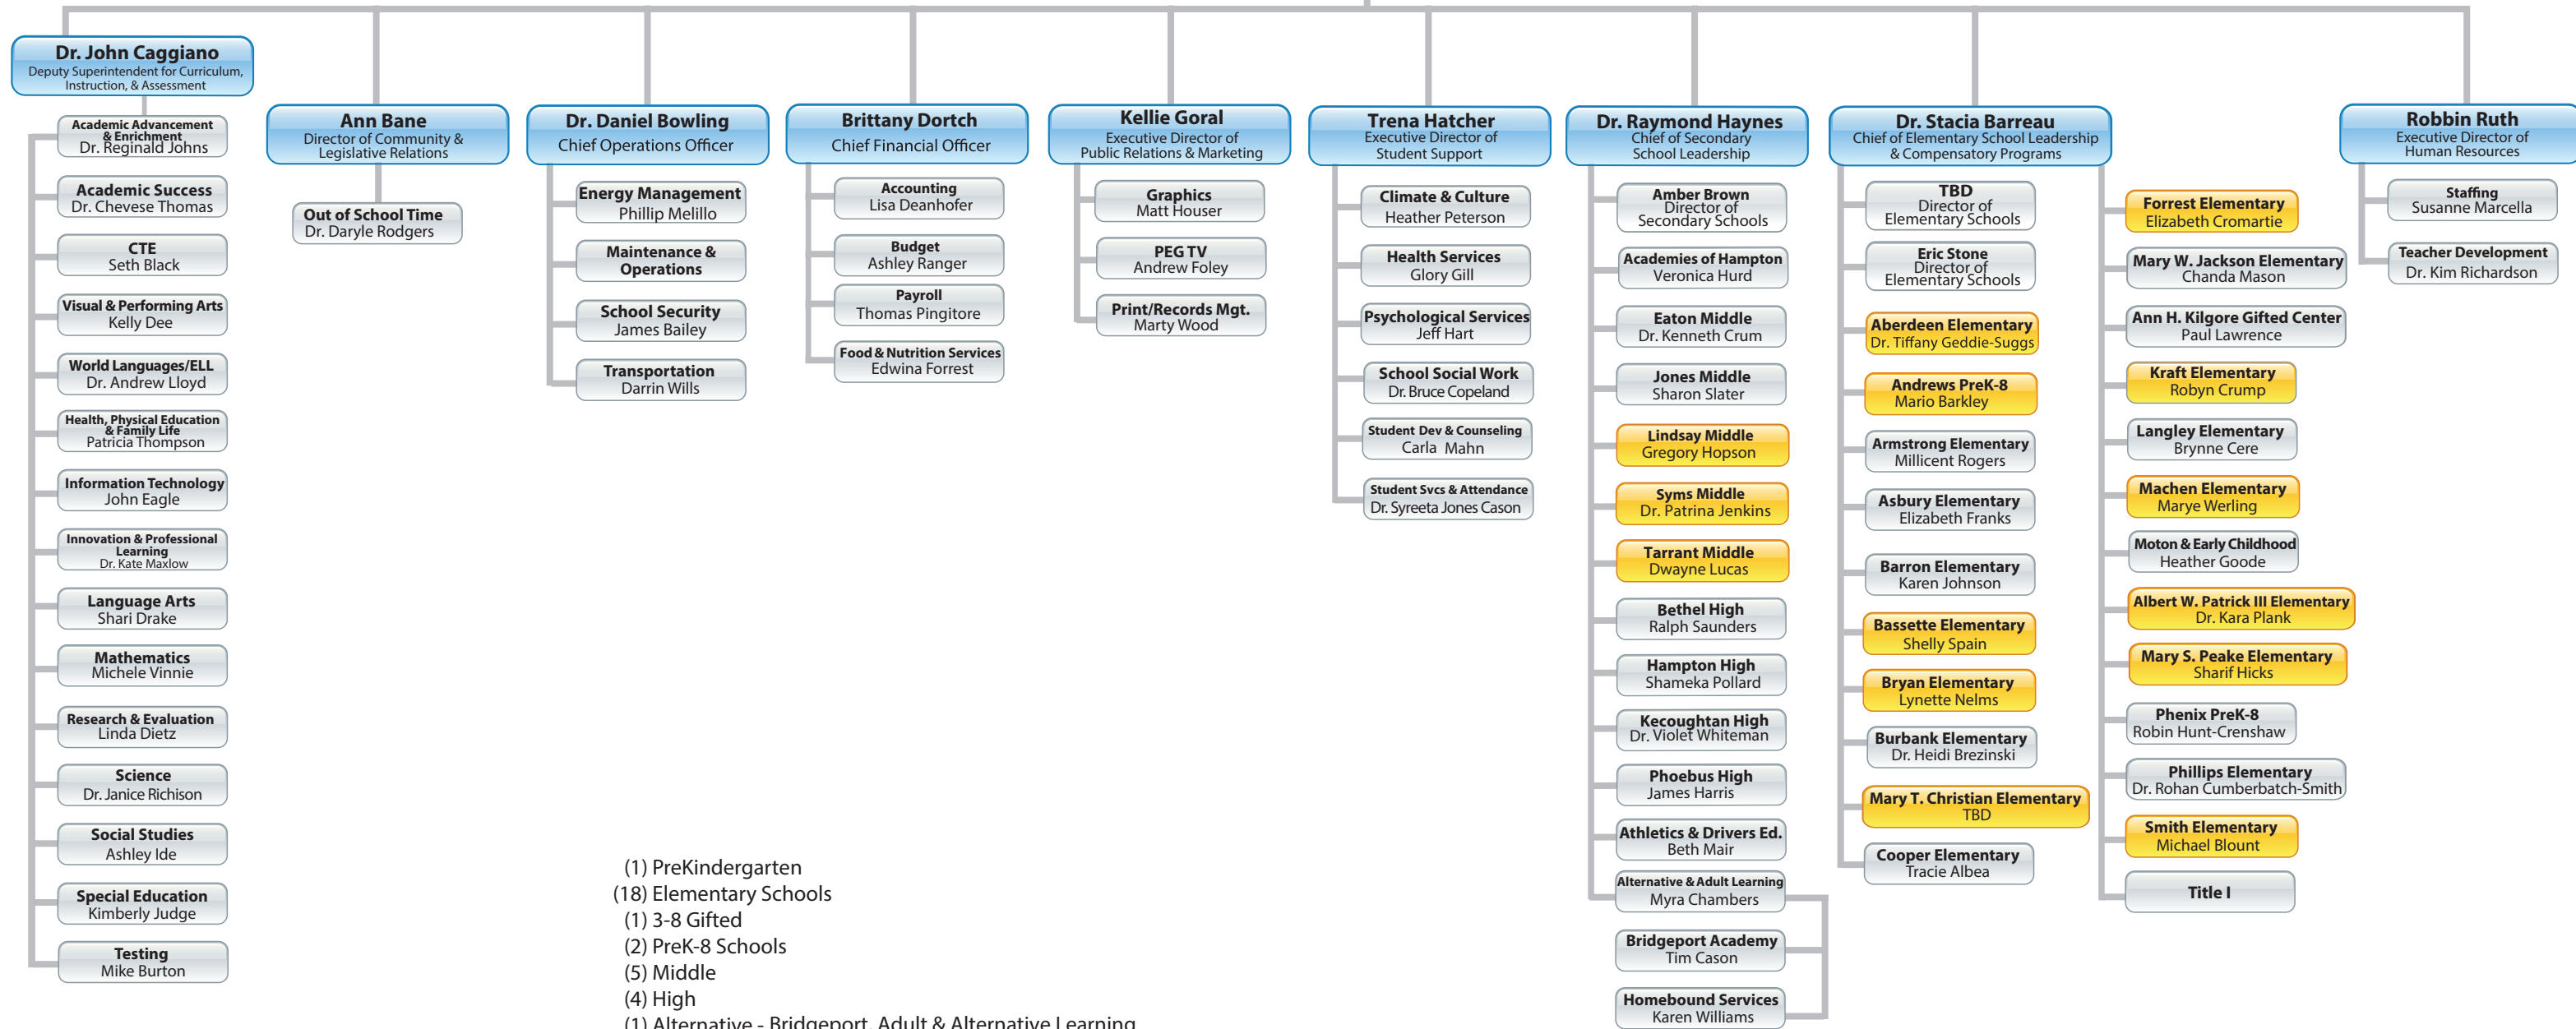 Dr. John Caggiano
Deputy Superintendent for Curriculum,
Instruction, & Assessment
Academic Advancement
& Enrichment
Dr. Reginald Johns
Academic Success
Dr. Chevese Thomas
CTE
Seth Black
Visual & Performing Arts
Kelly Dee
World Languages/ELL
Dr. Andrew Lloyd
Health, Physical Education
& Family Life
Patricia Thompson
Information Technology
John Eagle
Innovation & Professional
Learning
Dr. Kate Maxlow
Language Arts
Shari Drake
Mathematics
Michele Vinnie
Research & Evaluation
Linda Dietz
Science
Dr. Janice Richison
Social Studies
Ashley Ide
Special Education
Kimberly Judge
Testing
Mike Burton
Ann Bane
Director of Community &
Legislative Relations
Out of School Time
Dr. Daryle Rodgers
Dr. Daniel Bowling
Chief Operations Officer
Energy Management
Phillip Melillo
Maintenance &
Operations
School Security
James Bailey
Transportation
Darrin Wills
Brittany Dortch
Chief Financial Officer
Accounting
Lisa Deanhofer
Budget
Ashley Ranger
Payroll
Thomas Pingitore
Food & Nutrition Services
Edwina Forrest
Kellie Goral
Executive Director of
Public Relations & Marketing
Graphics
Matt Houser
PEG TV
Andrew Foley
Print/Records Mgt.
Marty Wood
Trena Hatcher
Executive Director of
Student Support
Climate & Culture
Heather Peterson
Health Services
Glory Gill
Psychological Services
Jeff Hart
School Social Work
Dr. Bruce Copeland
Student Dev & Counseling
Carla Mahn
Student Svcs & Attendance
Dr. Syreeta Jones Cason
Dr. Raymond Haynes
Chief of Secondary
School Leadership
Amber Brown
Director of
Secondary Schools
Academies of Hampton
Veronica Hurd
Eaton Middle
Dr. Kenneth Crum
Jones Middle
Sharon Slater
Lindsay Middle
Gregory Hopson
Syms Middle
Dr. Patrina Jenkins
Tarrant Middle
Dwayne Lucas
Bethel High
Ralph Saunders
Hampton High
Shameka Pollard
Kecoughtan High
Dr. Violet Whiteman
Phoebus High
James Harris
Athletics & Drivers Ed.
Beth Mair
Alternative & Adult Learning
Myra Chambers
Bridgeport Academy
Tim Cason
Homebound Services
Karen Williams
Dr. Stacia Barreau
Chief of Elementary School Leadership
& Compensatory Programs
TBD
Director of
Elementary Schools
Eric Stone
Director of
Elementary Schools
Aberdeen Elementary
Dr. Tiffany Geddie-Suggs
Andrews PreK-8
Mario Barkley
Armstrong Elementary
Millicent Rogers
Asbury Elementary
Elizabeth Franks
Barron Elementary
Karen Johnson
Bassette Elementary
Shelly Spain
Bryan Elementary
Lynette Nelms
Burbank Elementary
Dr. Heidi Brezinski
Mary T. Christian Elementary
TBD
Cooper Elementary
Tracie Albea
Forrest Elementary
Elizabeth Cromartie
Mary W. Jackson Elementary
Chanda Mason
Ann H. Kilgore Gifted Center
Paul Lawrence
Kraft Elementary
Robyn Crump
Langley Elementary
Brynne Cere
Machen Elementary
Marye Werling
Moton & Early Childhood
Heather Goode
Albert W. Patrick III Elementary
Dr. Kara Plank
Mary S. Peake Elementary
Sharif Hicks
Phenix PreK-8
Robin Hunt-Crenshaw
Phillips Elementary
Dr. Rohan Cumberbatch-Smith
Smith Elementary
Michael Blount
Title I
Robbin Ruth
Executive Director of
Human Resources
Staffing
Susanne Marcella
Teacher Development
Dr. Kim Richardson
(1) PreKindergarten
(18) Elementary Schools
(1) 3-8 Gifted
(2) PreK-8 Schools
(5) Middle
(4) High
(1) Alternative - Bridgeport, Adult & Alternative Learning